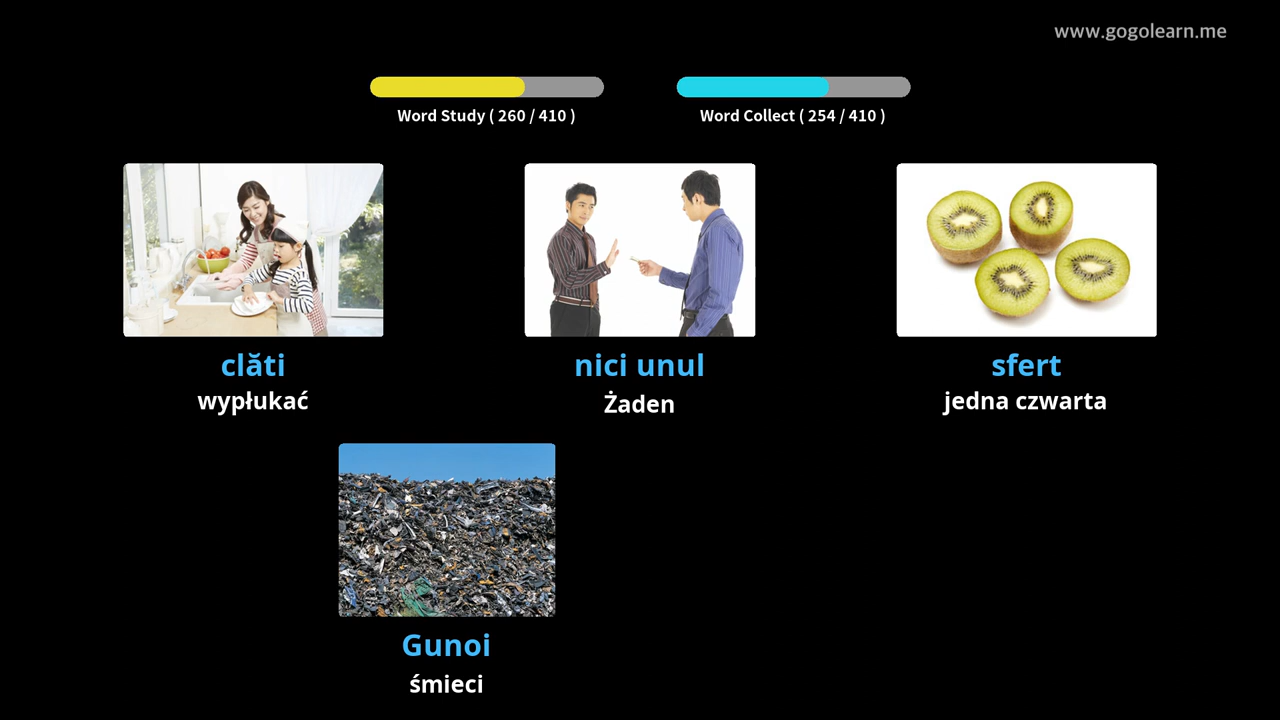 www.gogolearn.me
Word Study ( 260 / 410 )
Word Collect ( 254 / 410 )
clăti
wypłukać
nici unul
Żaden
sfert
jedna czwarta
Gunoi
śmieci